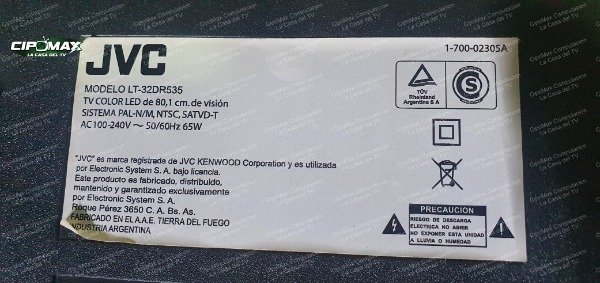 CIPOMAX
LA CASA DEL TV
JVC
1-700-02305A
MODELO LT-32DR535
TV COLOR LED de 80,1 cm. de visión
SISTEMA PAL-N/M, NTSC, SATVD-T
AC100-240V ~ 50/60Hz 65W
TÜV
Rheinland
Argentina S A
S
"JVC" es marca registrada de JVC KENWOOD Corporation y es utilizada
por Electronic System S.A. bajo licencia.
Este producto es fabricado, distribuido,
mantenido y garantizado exclusivamente
por Electronic System S. A.
Roque Pérez 3650 C. A. Bs. As.
FABRICADO EN EL A.A.E. TIERRA DEL FUEGO
INDUSTRIA ARGENTINA
PRECAUCION
RIESGO DE DESCARGA
ELECTRICA NO ABRIR
NO EXPONER ESTA UNIDAD
A LLUVIA O HUMEDAD